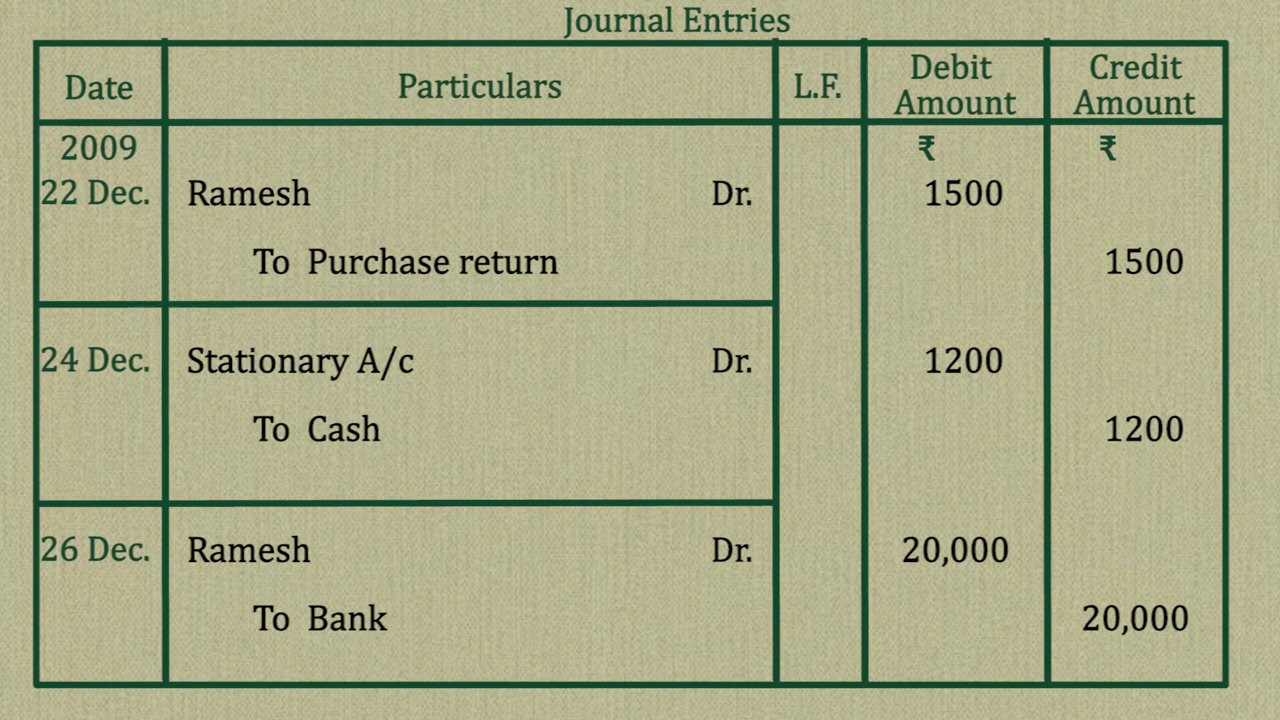 Journal Entries
Date Particulars L.F. Debit Amount Credit Amount
2009 ₹ ₹
22 Dec. Ramesh Dr. 1500
To Purchase return 1500
24 Dec. Stationary A/c Dr. 1200
To Cash 1200
26 Dec. Ramesh Dr. 20,000
To Bank 20,000